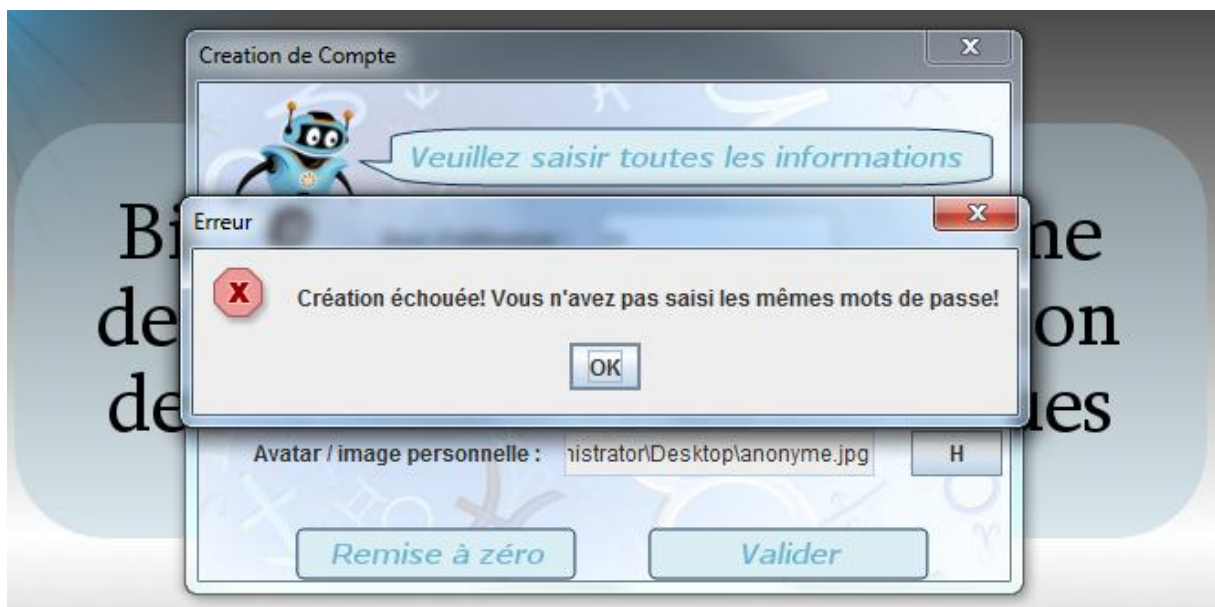 Creation de Compte
Veuillez saisir toutes les informations
Erreur
Création échouée! Vous n'avez pas saisi les mêmes mots de passe!
OK
Avatar / image personnelle : nistrator\Desktop\anonyme.jpg H
Remise à zéro Valider